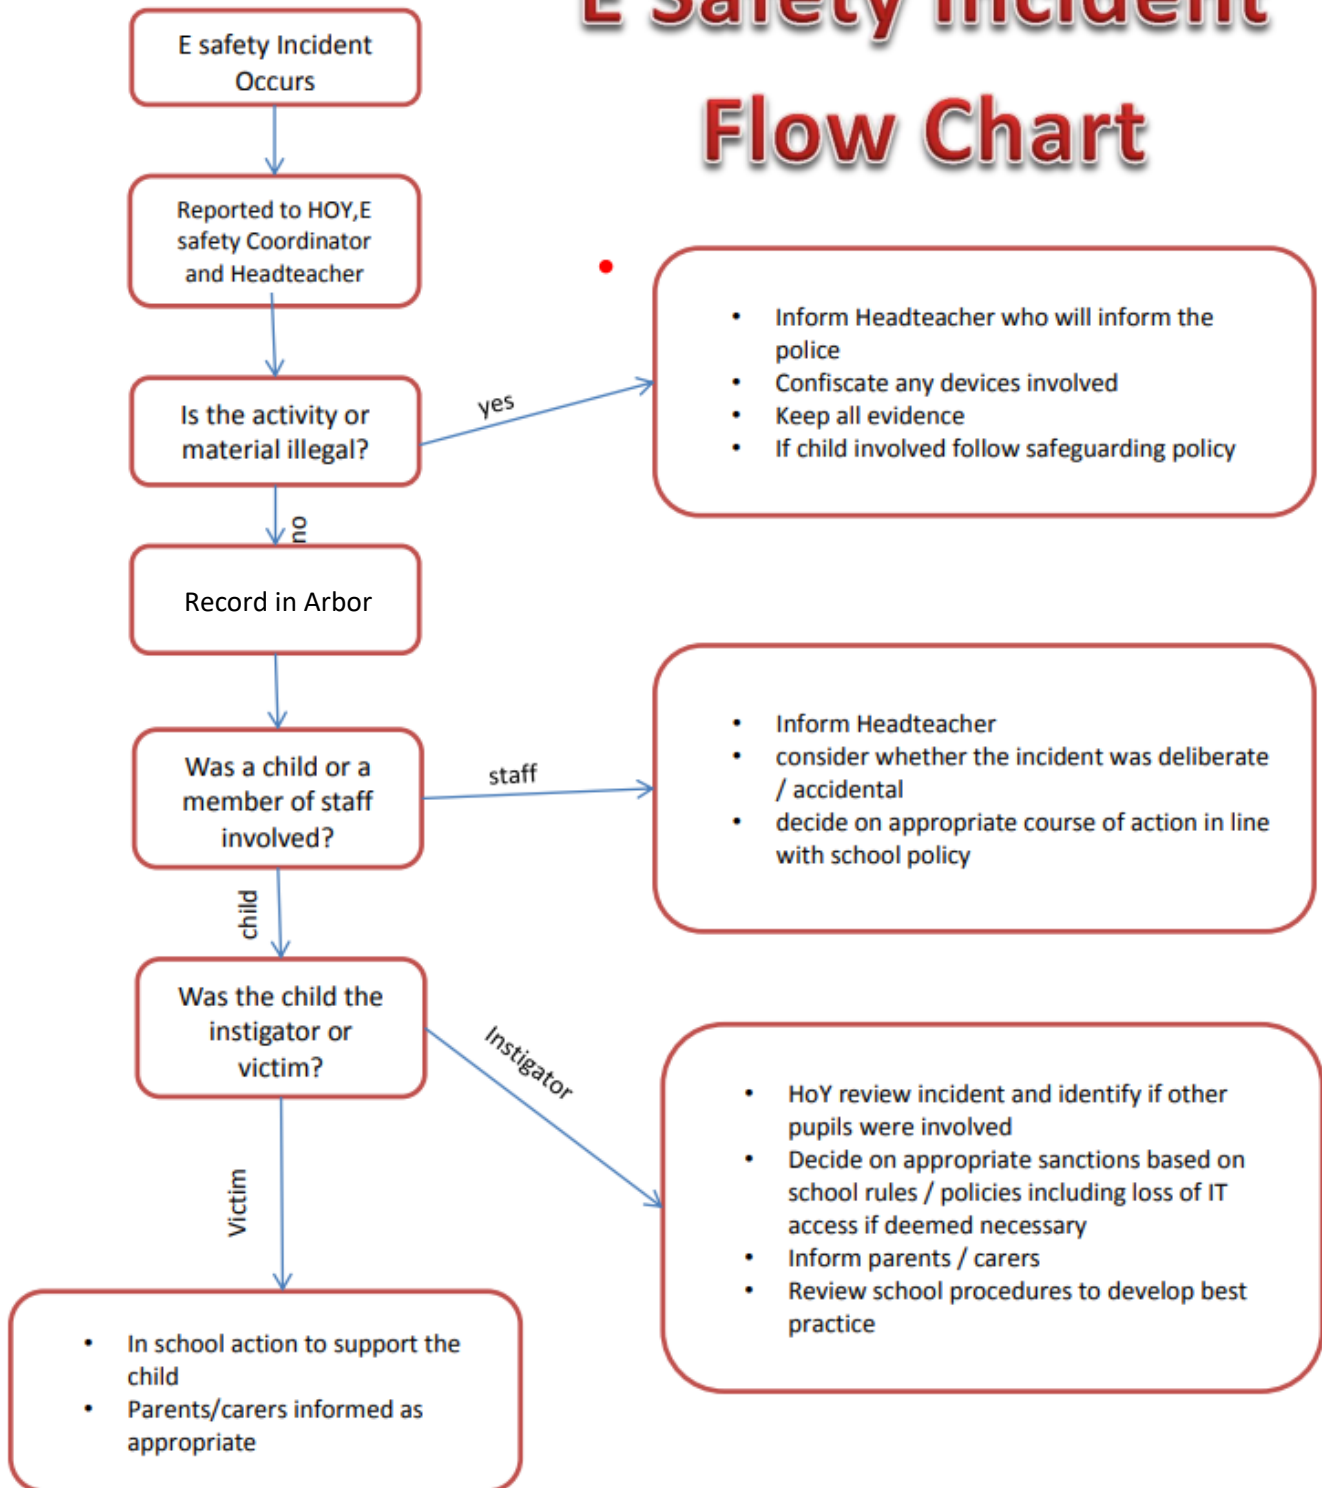 E Safety Incident
Flow Chart
E safety Incident
Occurs
Reported to HOY,E
safety Coordinator
and Headteacher
Is the activity or
material illegal?
yes
• Inform Headteacher who will inform the
police
• Confiscate any devices involved
• Keep all evidence
• If child involved follow safeguarding policy
no
Record in Arbor
Was a child or a
member of staff
involved?
staff
• Inform Headteacher
• consider whether the incident was deliberate
/ accidental
• decide on appropriate course of action in line
with school policy
child
Was the child the
instigator or
victim?
Instigator
• HoY review incident and identify if other
pupils were involved
• Decide on appropriate sanctions based on
school rules / policies including loss of IT
access if deemed necessary
• Inform parents / carers
• Review school procedures to develop best
practice
Victim
• In school action to support the
child
• Parents/carers informed as
appropriate